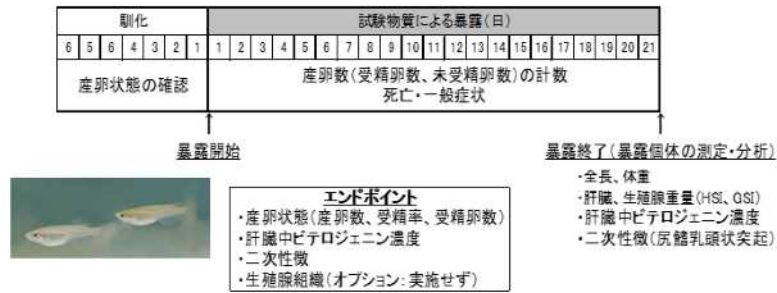 馴化
試験物質による暴露(日)
6 5 6 4 3 2 1 1 2 3 4 5 6 7 8 9 10 11 12 13 14 15 16 17 18 19 20 21
産卵状態の確認
産卵数(受精卵数、未受精卵数)の計数
死亡・一般症状
暴露開始
暴露終了(暴露個体の測定・分析)
・全長、体重
・肝臓、生殖腺重量(HSI、GSI)
・肝臓中ビテロジェニン濃度
・二次性徴(尻鰭乳頭状突起)
エンドポイント
・産卵状態(産卵数、受精率、受精卵数)
・肝臓中ビテロジェニン濃度
・二次性徴
・生殖腺組織(オプション:実施せず)